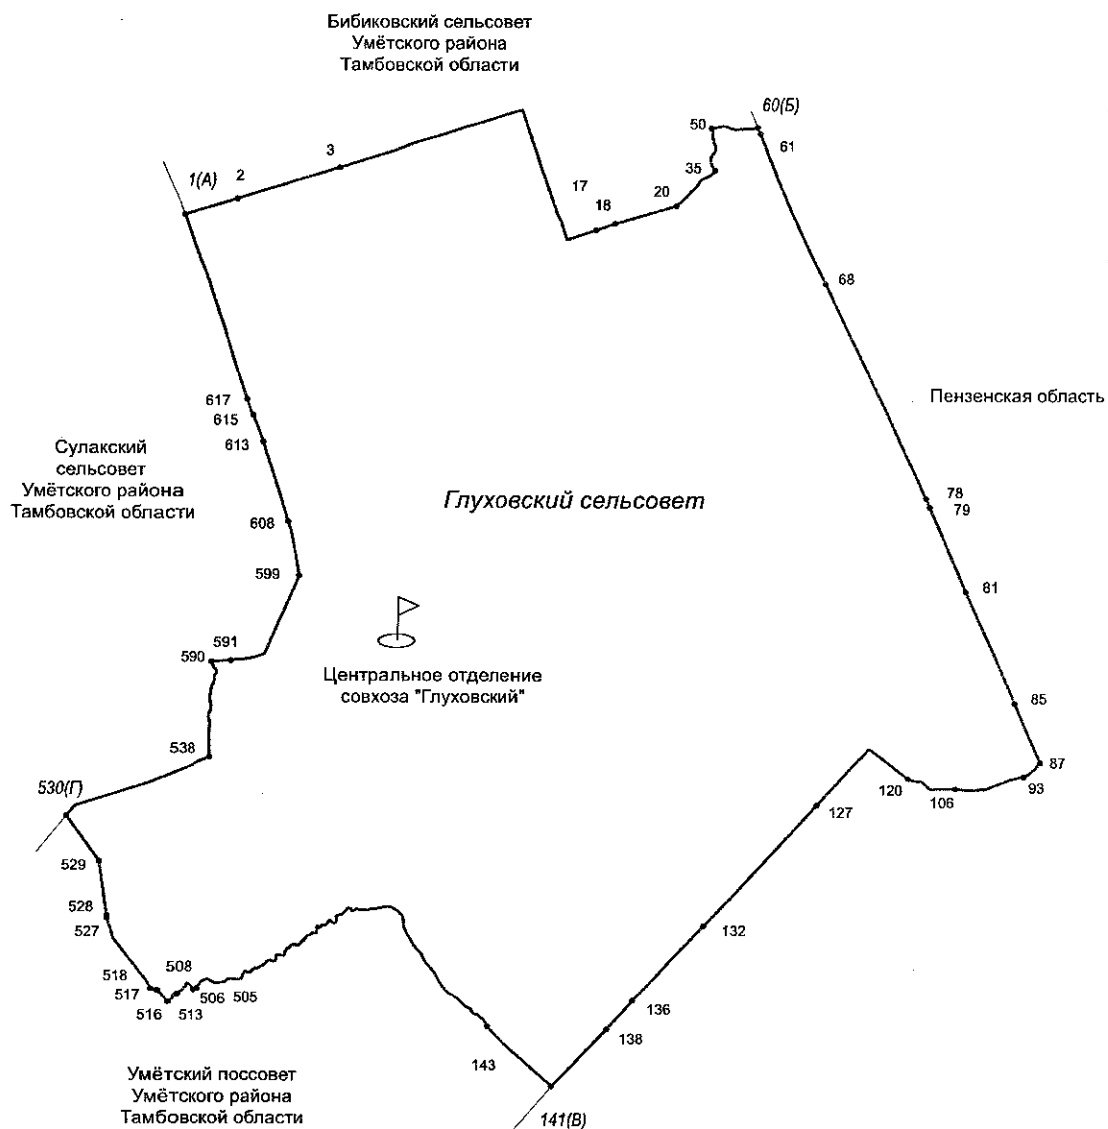 Бибиковский сельсовет
Умётского района
Тамбовской области
60(Б)
50
61
3
2
1(А)
35
17
20
18
68
617
615
613
Пензенская область
Сулакский
сельсовет
Умётского района
Тамбовской области
Глуховский сельсовет
78
79
608
599
81
591
590
Центральное отделение
совхоза "Глуховский"
85
538
87
530(Г)
120
106
93
127
529
528
527
132
518
508
517
506
505
516
513
136
138
143
Умётский поссовет
Умётского района
Тамбовской области
141(В)